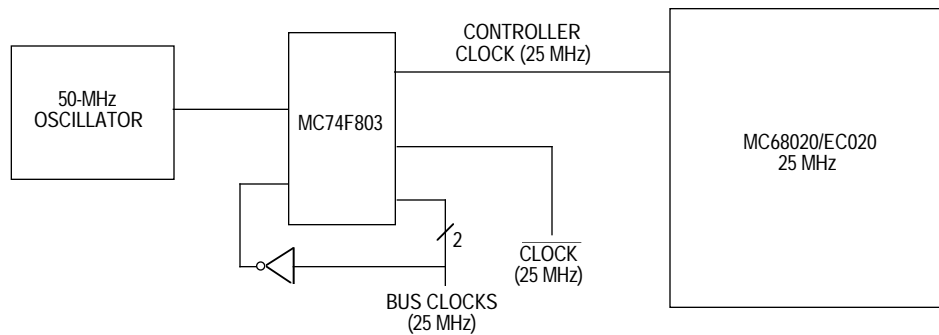 50-MHz
OSCILLATOR
MC74F803
CONTROLLER
CLOCK (25 MHz)
MC68020/EC020
25 MHz
2
CLOCK
(25 MHz)
BUS CLOCKS
(25 MHz)